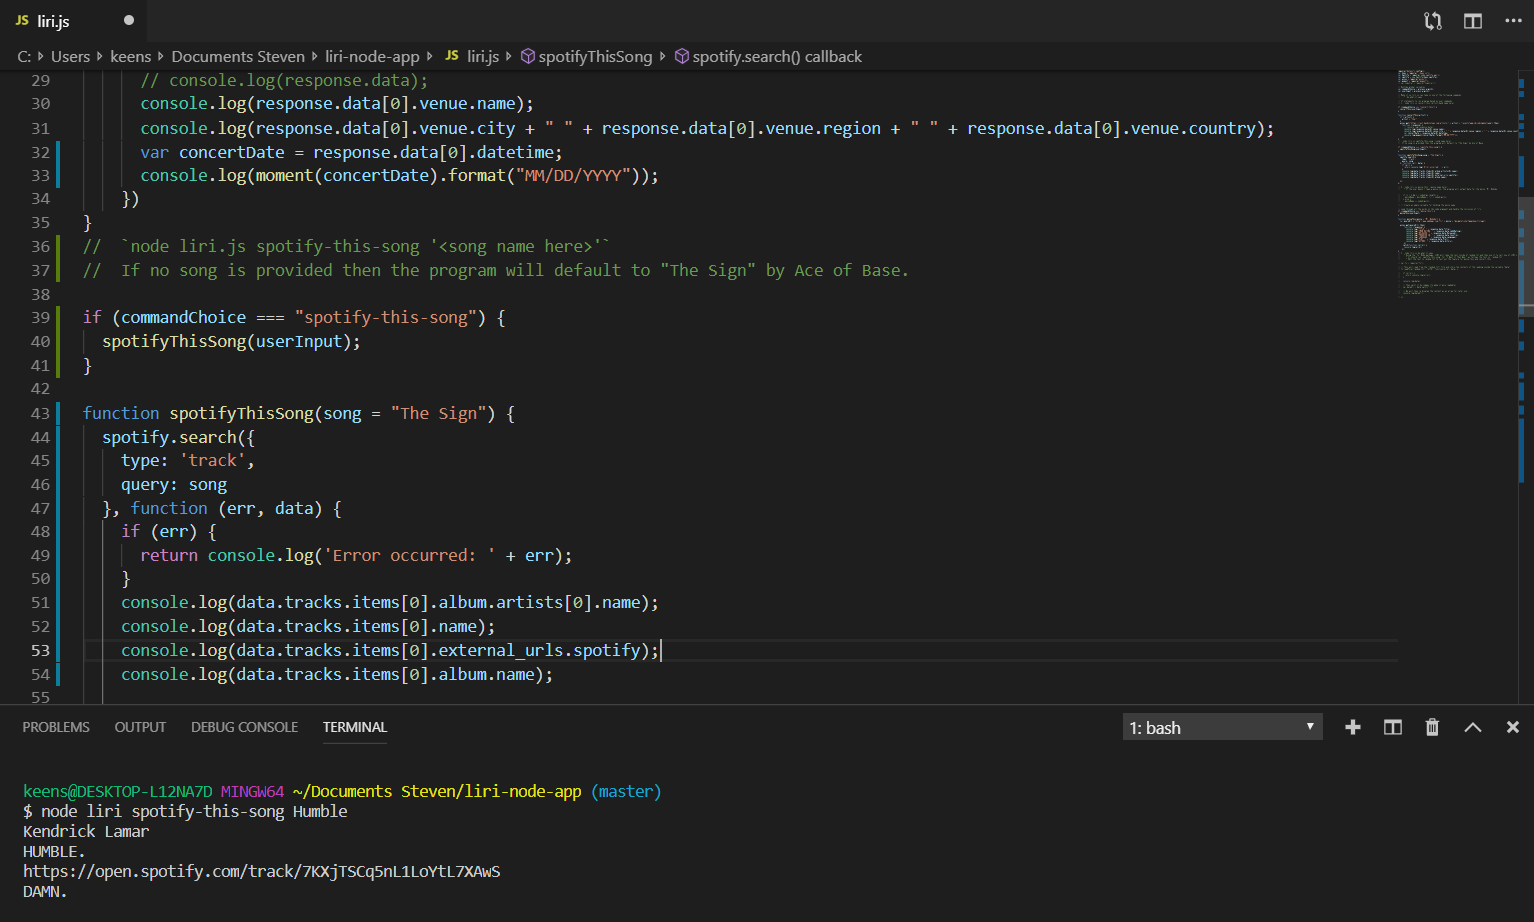 JS liri.js
C: Users keens Documents Steven liri-node-app JS liri.js spotifyThisSong spotify.search() callback
29 // console.log(response.data);
30 console.log(response.data[0].venue.name);
31 console.log(response.data[0].venue.city + " " + response.data[0].venue.region + " " + response.data[0].venue.country);
32 var concertDate = response.data[0].datetime;
33 console.log(moment(concertDate).format("MM/DD/YYYY"));
34 })
35 }
36 // `node liri.js spotify-this-song '<song name here>'`
37 // If no song is provided then the program will default to "The Sign" by Ace of Base.
38
39 if (commandChoice === "spotify-this-song") {
40 spotifyThisSong(userInput);
41 }
42
43 function spotifyThisSong(song = "The Sign") {
44 spotify.search({
45 type: 'track',
46 query: song
47 }, function (err, data) {
48 if (err) {
49 return console.log('Error occurred: ' + err);
50 }
51 console.log(data.tracks.items[0].album.artists[0].name);
52 console.log(data.tracks.items[0].name);
53 console.log(data.tracks.items[0].external_urls.spotify);
54 console.log(data.tracks.items[0].album.name);
55
PROBLEMS OUTPUT DEBUG CONSOLE TERMINAL 1: bash
keens@DESKTOP-L12NA7D MINGW64 ~/Documents Steven/liri-node-app (master)
$ node liri spotify-this-song Humble
Kendrick Lamar
HUMBLE.
https://open.spotify.com/track/7KXjTSCq5nL1LoYtL7XAwS
DAMN.